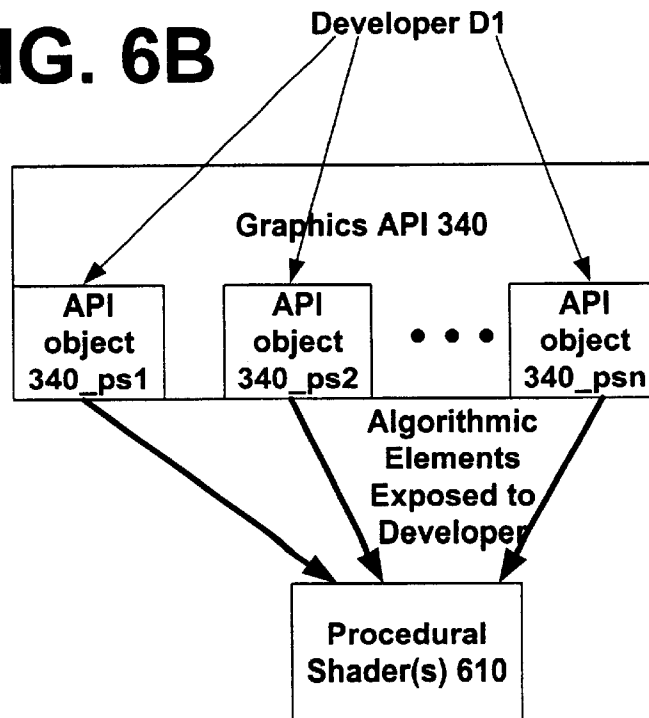 IG. 6B
Developer D1
Graphics API 340
API
object
340_ps1
API
object
340_ps2
API
object
340_psn
Algorithmic
Elements
Exposed to
Developer
Procedural
Shader(s) 610